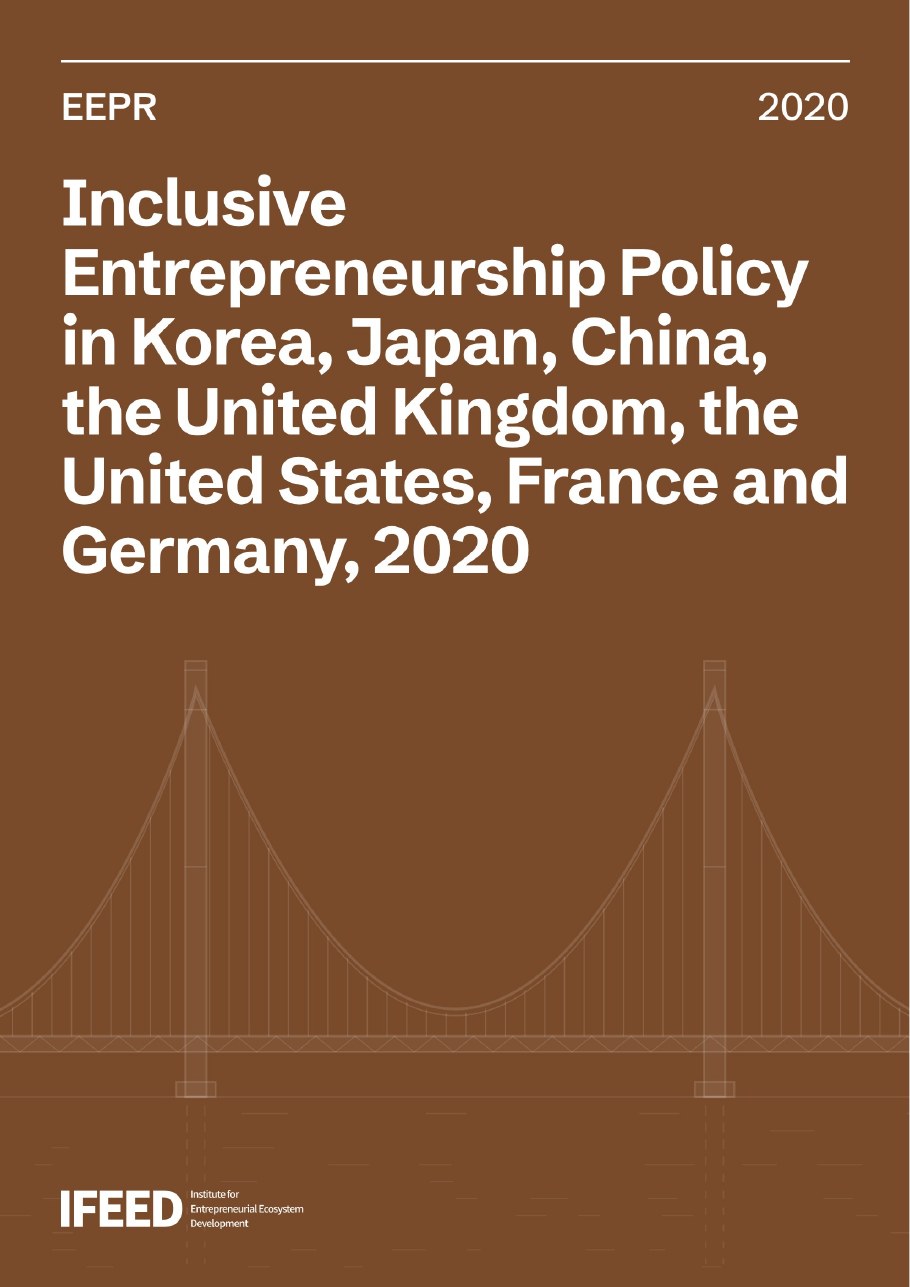 EEPR
2020
Inclusive
Entrepreneurship Policy
in Korea, Japan, China,
the United Kingdom, the
United States, France and
Germany, 2020
IFEED
Institute for
Entrepreneurial Ecosystem
Development